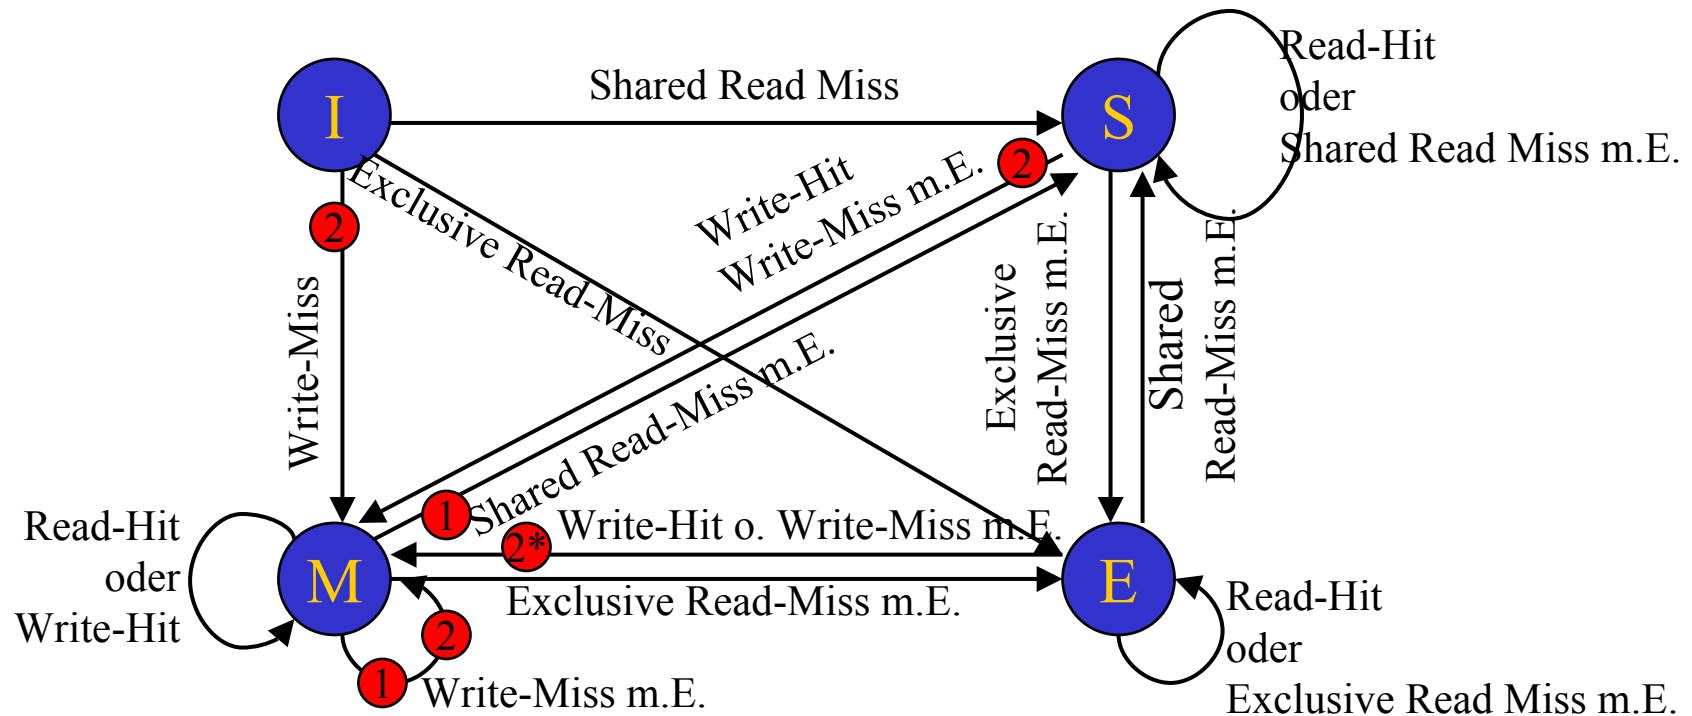 Shared Read Miss
I
S
Read-Hit
oder
Shared Read Miss m.E.
2
Write-Hit
Write-Miss m.E.
2
Exclusive Read-Miss
Write-Miss
Shared Read-Miss m.E.
Exclusive
Read-Miss m.E.
Shared
Read-Miss m.E.
1
2*
Write-Hit o. Write-Miss m.E.
Read-Hit
oder
Write-Hit
M
E
Exclusive Read-Miss m.E.
Read-Hit
oder
Exclusive Read Miss m.E.
2
1
Write-Miss m.E.